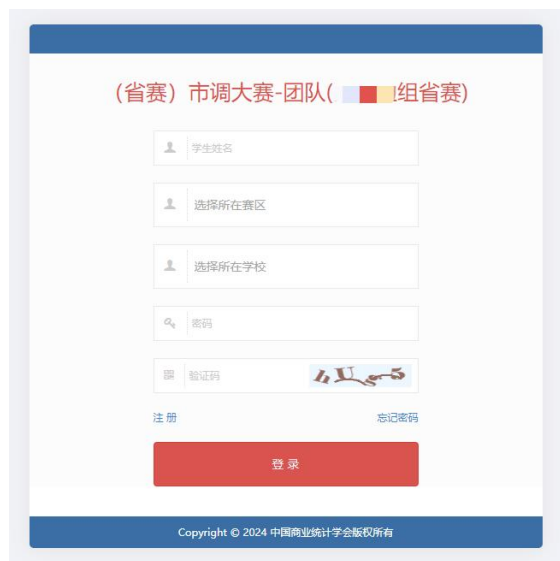 （省赛）市调大赛-团队( 组省赛)
学生姓名
选择所在赛区
选择所在学校
密码
验证码 hUs5
注 册 忘记密码
登 录
Copyright © 2024 中国商业统计学会版权所有